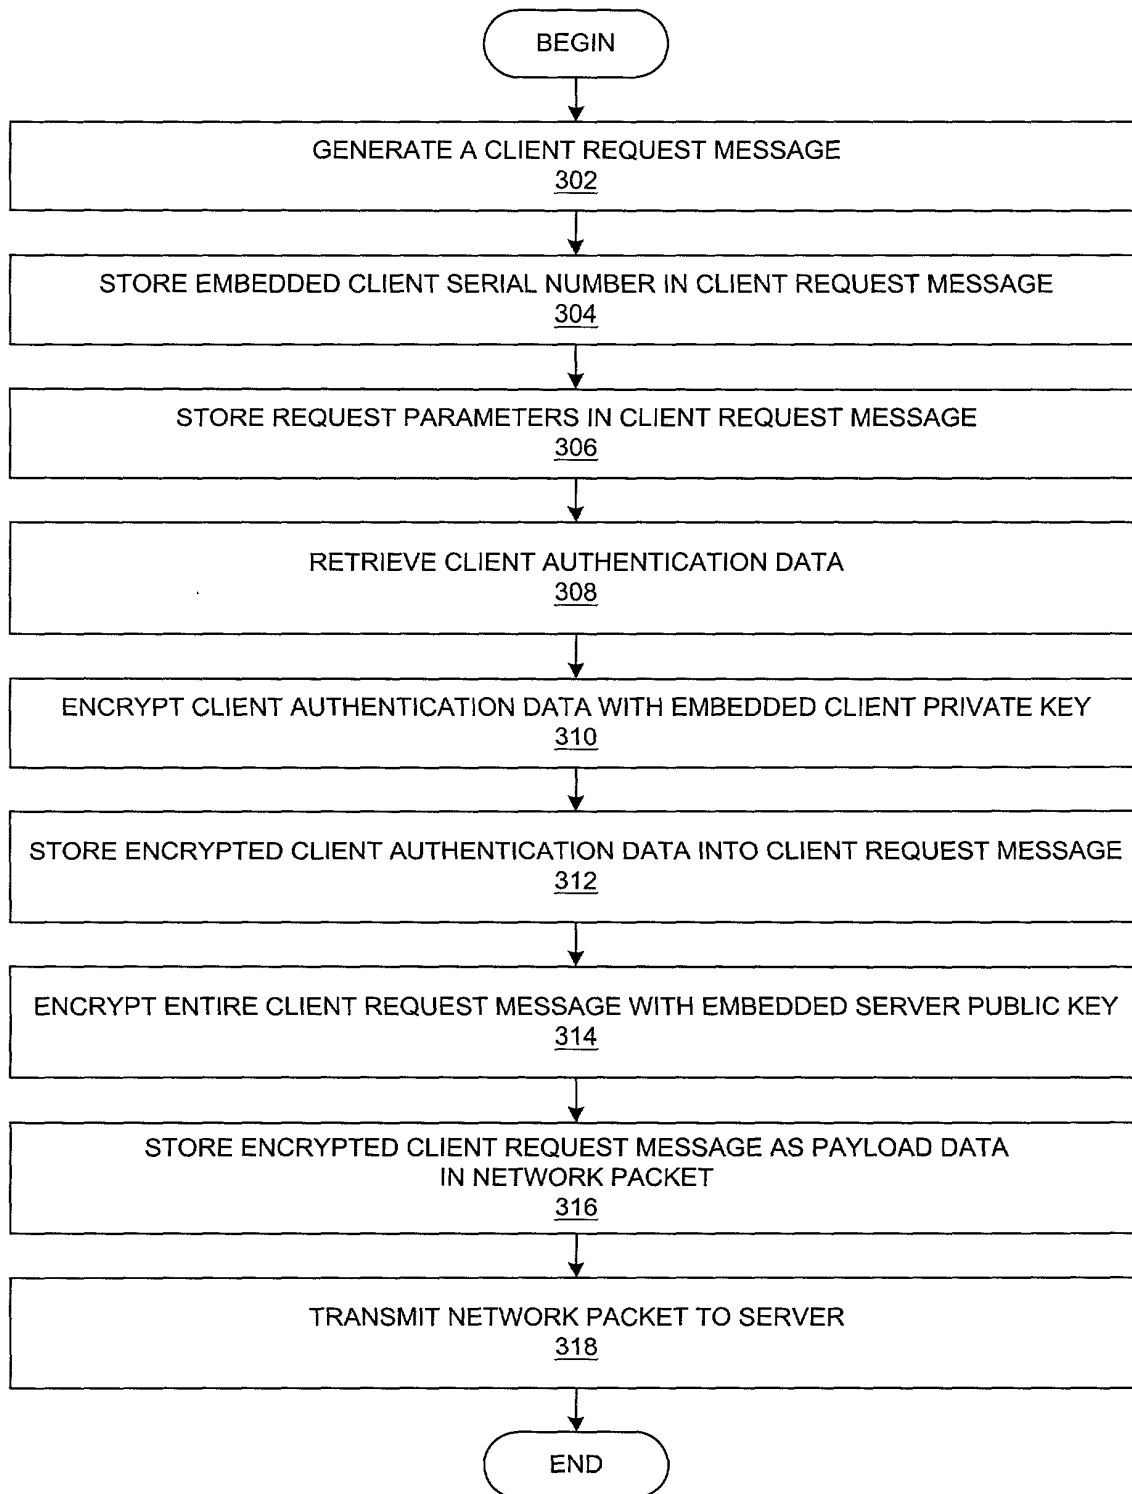 BEGIN
GENERATE A CLIENT REQUEST MESSAGE
302
STORE EMBEDDED CLIENT SERIAL NUMBER IN CLIENT REQUEST MESSAGE
304
STORE REQUEST PARAMETERS IN CLIENT REQUEST MESSAGE
306
RETRIEVE CLIENT AUTHENTICATION DATA
308
ENCRYPT CLIENT AUTHENTICATION DATA WITH EMBEDDED CLIENT PRIVATE KEY
310
STORE ENCRYPTED CLIENT AUTHENTICATION DATA INTO CLIENT REQUEST MESSAGE
312
ENCRYPT ENTIRE CLIENT REQUEST MESSAGE WITH EMBEDDED SERVER PUBLIC KEY
314
STORE ENCRYPTED CLIENT REQUEST MESSAGE AS PAYLOAD DATA
IN NETWORK PACKET
316
TRANSMIT NETWORK PACKET TO SERVER
318
END